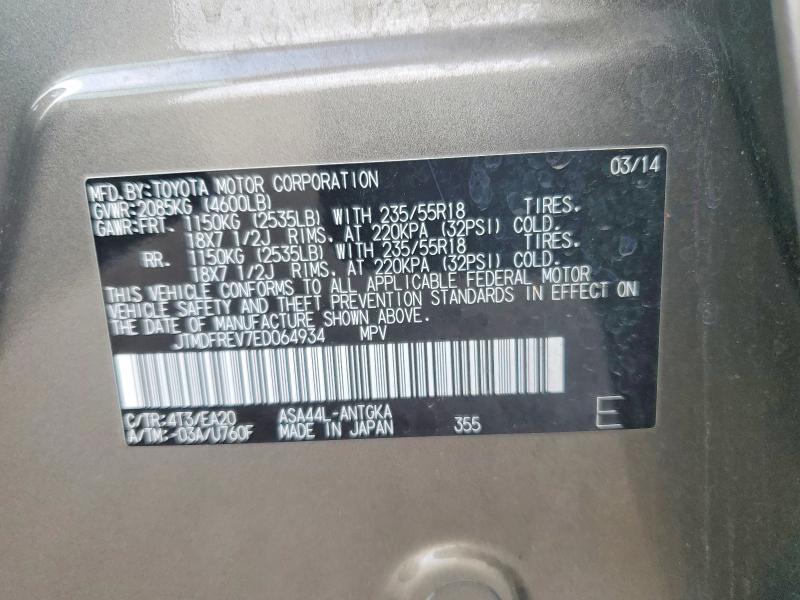 03/14
MFD.BY:TOYOTA MOTOR CORPORATION
GVWR:2085KG (4600LB)
GAWR:FRT. 1150KG (2535LB) WITH 235/55R18 TIRES.
18X7 1/2J RIMS. AT 220KPA (32PSI) COLD.
RR. 1150KG (2535LB) WITH 235/55R18 TIRES.
18X7 1/2J RIMS. AT 220KPA (32PSI) COLD.
THIS VEHICLE CONFORMS TO ALL APPLICABLE FEDERAL MOTOR
VEHICLE SAFETY AND THEFT PREVENTION STANDARDS IN EFFECT ON
THE DATE OF MANUFACTURE SHOWN ABOVE.
JTMDFREV7ED064934 MPV
C/TR:4T3/EA20 ASA44L-ANTGKA
A/TM:-03A/U760F MADE IN JAPAN 355 E